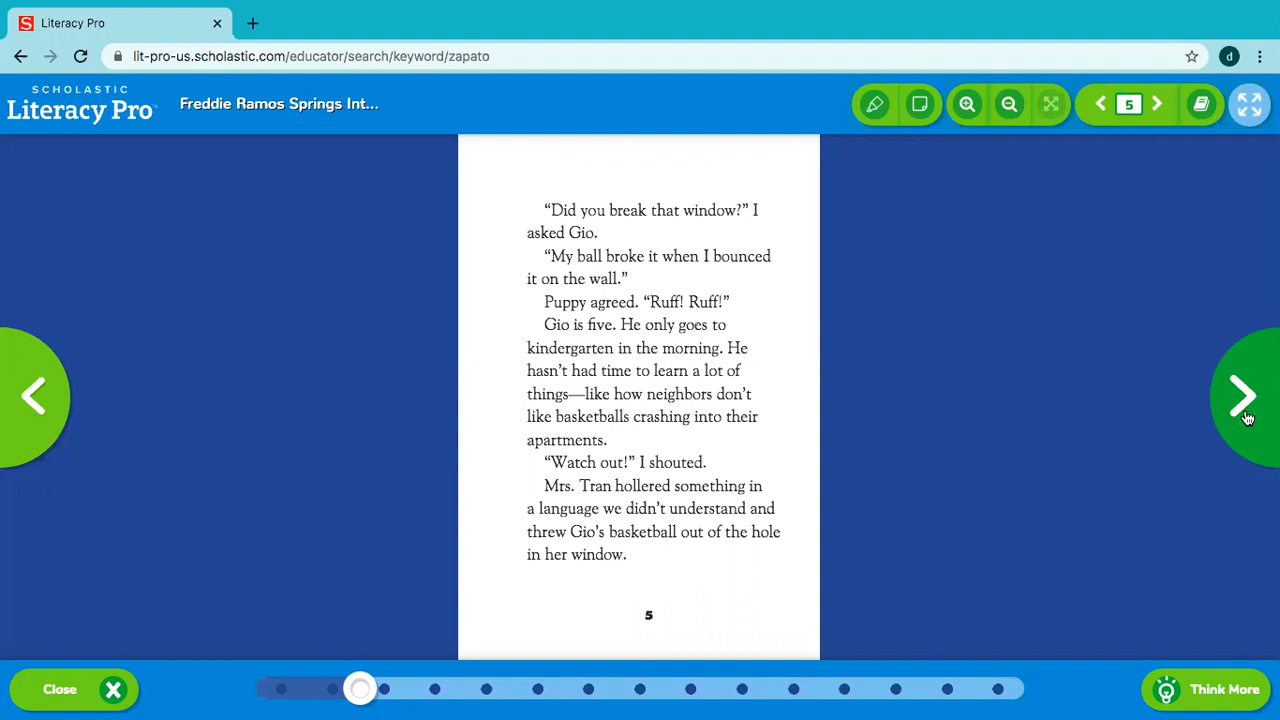 Literacy Pro
lit-pro-us.scholastic.com/educator/search/keyword/zapato
d
SCHOLASTIC
Literacy Pro
Freddie Ramos Springs Int...
5
“Did you break that window?” I
asked Gio.
“My ball broke it when I bounced
it on the wall.”
Puppy agreed. “Ruff! Ruff!”
Gio is five. He only goes to
kindergarten in the morning. He
hasn’t had time to learn a lot of
things—like how neighbors don’t
like basketballs crashing into their
apartments.
“Watch out!” I shouted.
Mrs. Tran hollered something in
a language we didn’t understand and
threw Gio’s basketball out of the hole
in her window.
5
Close
Think More